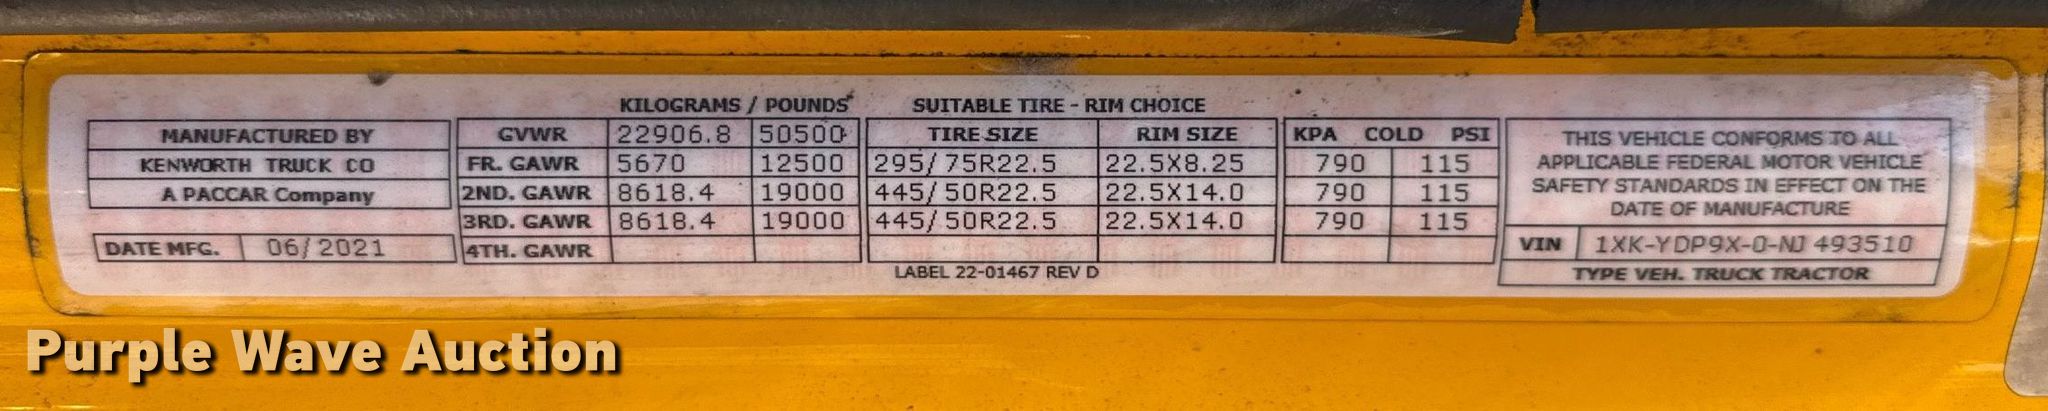 KILOGRAMS / POUNDS SUITABLE TIRE - RIM CHOICE
MANUFACTURED BY
KENWORTH TRUCK CO
A PACCAR Company
DATE MFG. 06/2021
GVWR 22906.8 50500 TIRE SIZE RIM SIZE KPA COLD PSI
FR. GAWR 5670 12500 295/75R22.5 22.5X8.25 790 115
2ND. GAWR 8618.4 19000 445/50R22.5 22.5X14.0 790 115
3RD. GAWR 8618.4 19000 445/50R22.5 22.5X14.0 790 115
4TH. GAWR
LABEL 22-01467 REV D
THIS VEHICLE CONFORMS TO ALL
APPLICABLE FEDERAL MOTOR VEHICLE
SAFETY STANDARDS IN EFFECT ON THE
DATE OF MANUFACTURE
VIN 1XK-YDP9X-0-NJ 493510
TYPE VEH. TRUCK TRACTOR
Purple Wave Auction